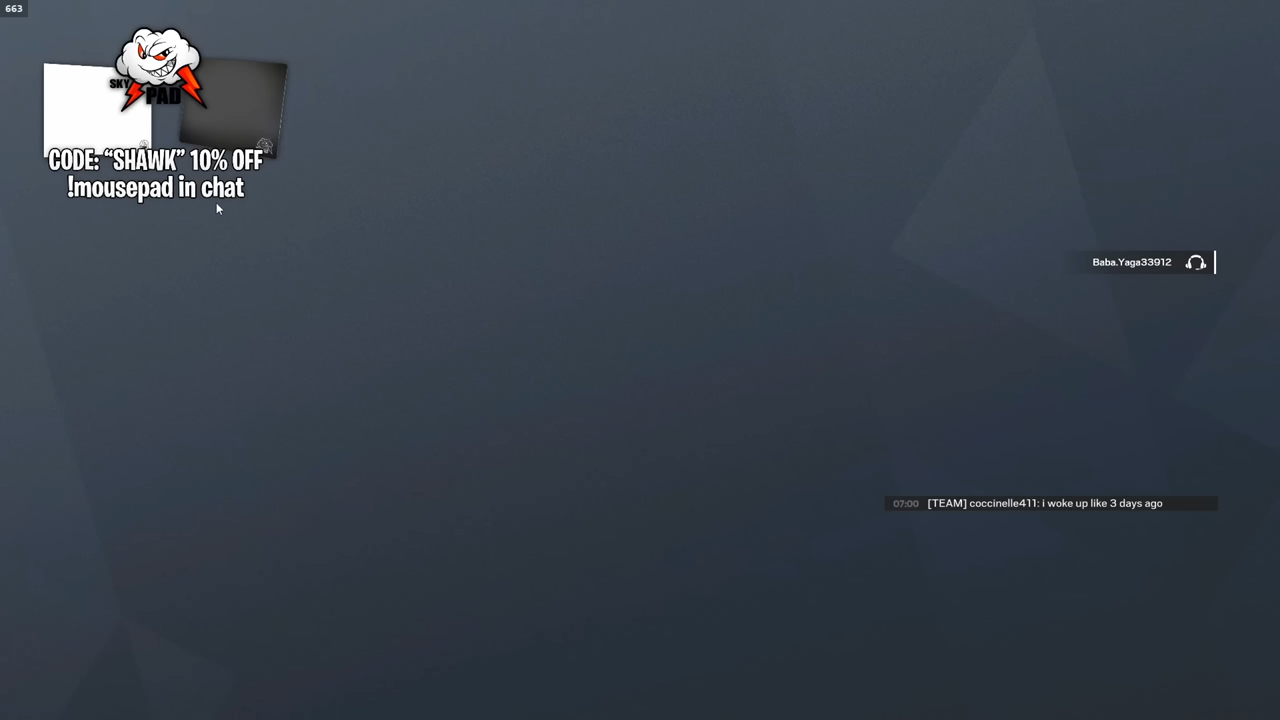 663
SKY
PAD
CODE: “SHAWK” 10% OFF
!mousepad in chat
Baba.Yaga33912
07:00 [TEAM] coccinelle411: i woke up like 3 days ago